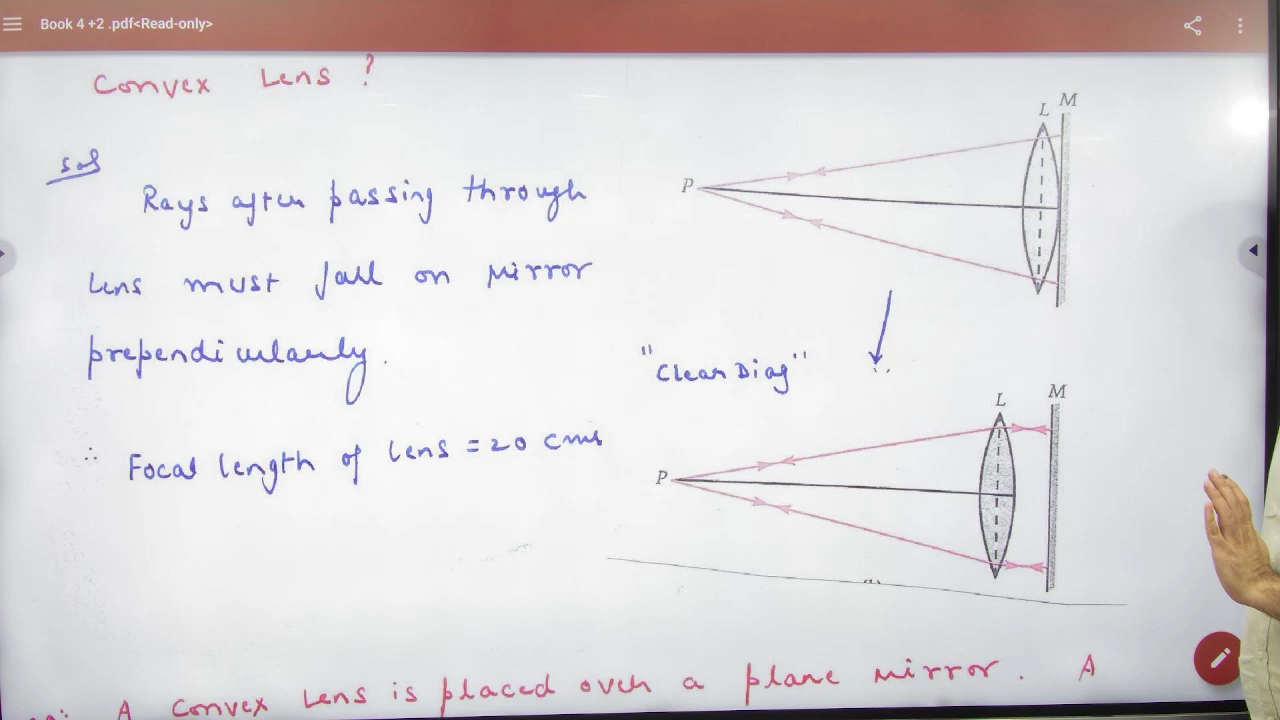 Book 4 +2 .pdf<Read-only>
Convex Lens ?
Sol
Rays after passing through
Lens must fall on mirror
prependicularly.
∴ Focal length of lens = 20 cms
L M
P
"Clear Diag"
L M
P
A convex Lens is placed over a plane mirror. A